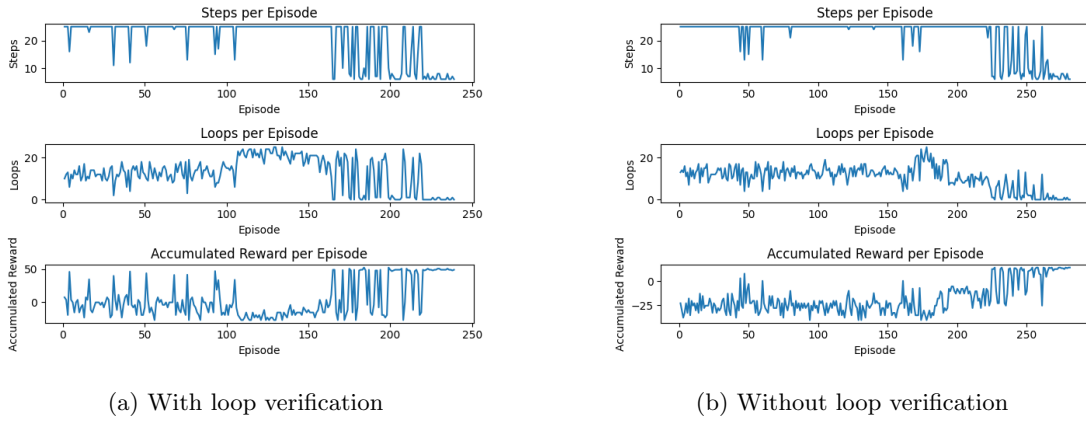 Steps per Episode
20
10
Steps
0 50 100 150 200 250
Episode
Loops per Episode
20
0
Loops
0 50 100 150 200 250
Episode
Accumulated Reward per Episode
50
0
Accumulated Reward
0 50 100 150 200 250
Episode
(a) With loop verification
Steps per Episode
20
10
Steps
0 50 100 150 200 250
Episode
Loops per Episode
20
0
Loops
0 50 100 150 200 250
Episode
Accumulated Reward per Episode
0
−25
Accumulated Reward
0 50 100 150 200 250
Episode
(b) Without loop verification